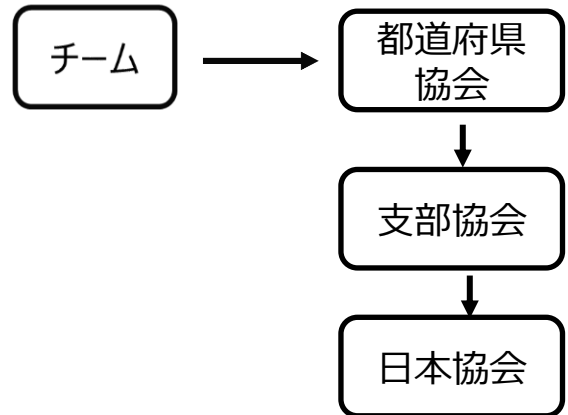 チーム
都道府県
協会
支部協会
日本協会